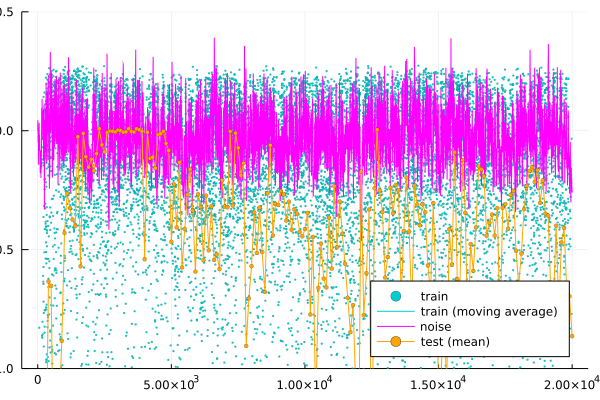 0.5
0.0
0.5
1.0
train
train (moving average)
noise
test (mean)
0
5.00×10³
1.00×10⁴
1.50×10⁴
2.00×10⁴